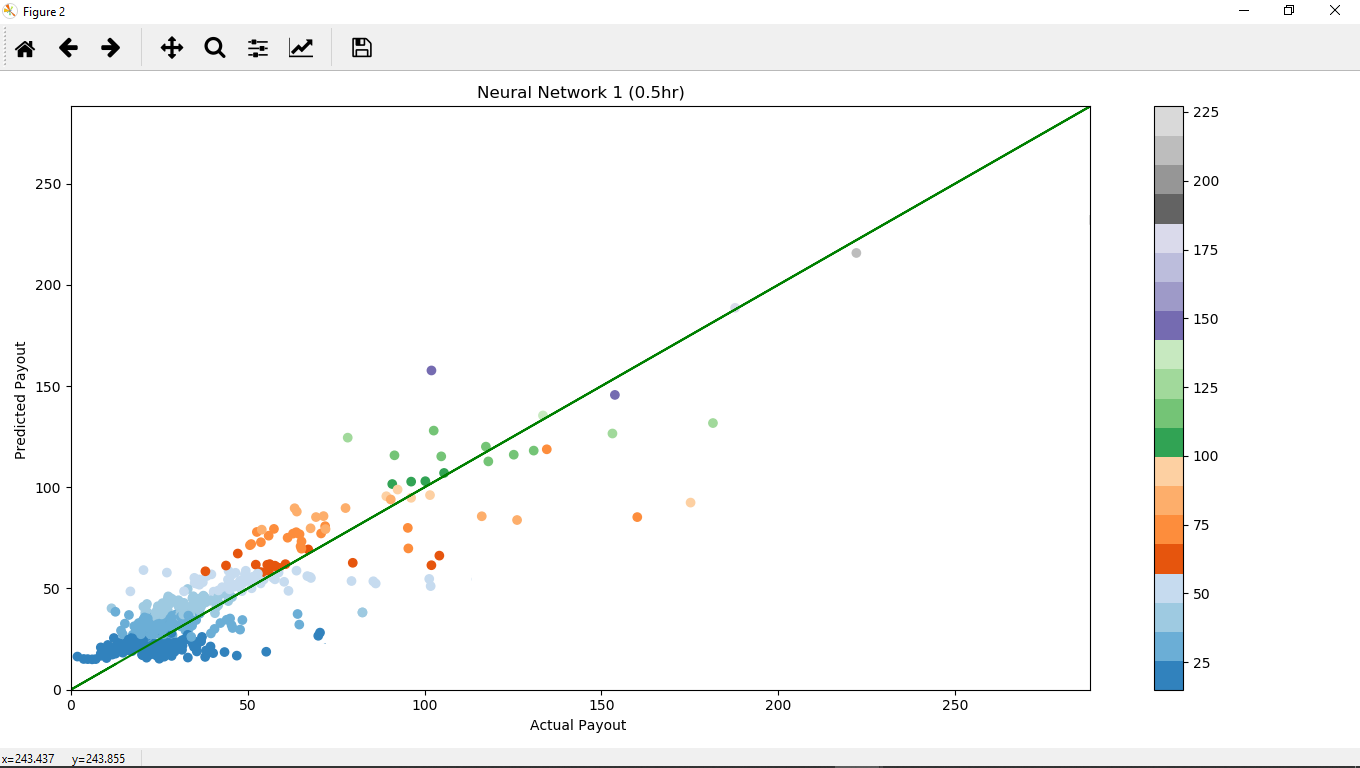 Figure 2
Neural Network 1 (0.5hr)
250
200
150
100
50
0
Predicted Payout
0 50 100 150 200 250
Actual Payout
225
200
175
150
125
100
75
50
25
x=243.437 y=243.855